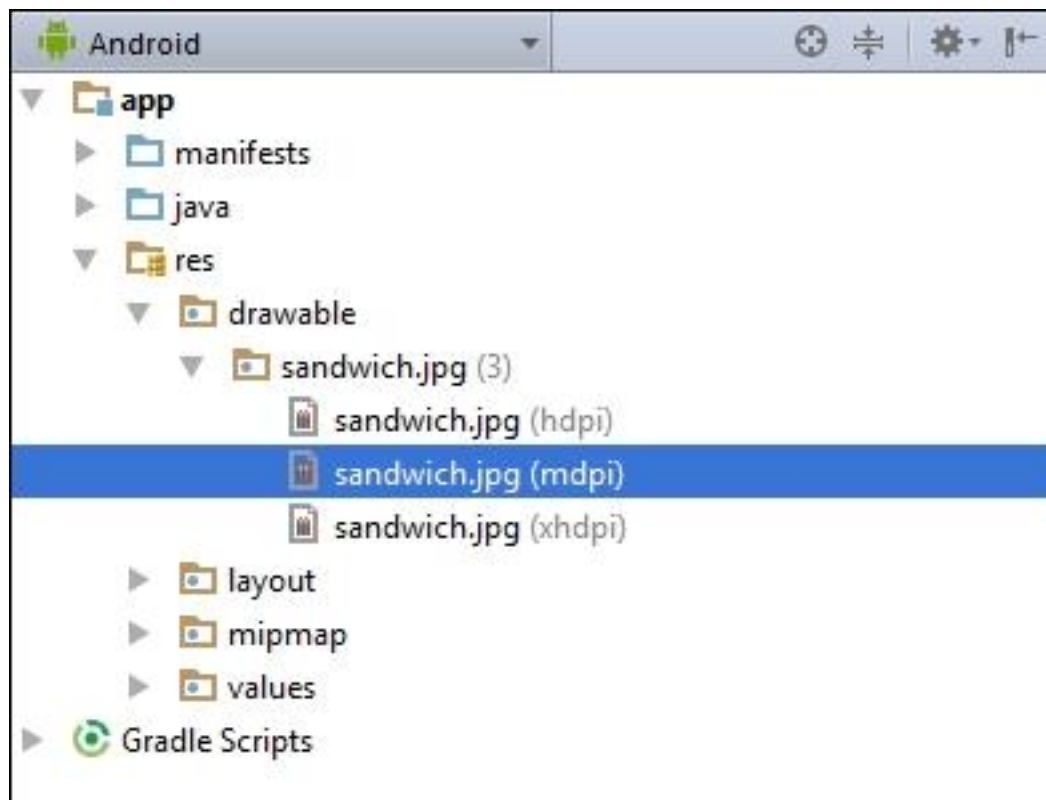 Android
app
manifests
java
res
drawable
sandwich.jpg (3)
sandwich.jpg (hdpi)
sandwich.jpg (mdpi)
sandwich.jpg (xhdpi)
layout
mipmap
values
Gradle Scripts